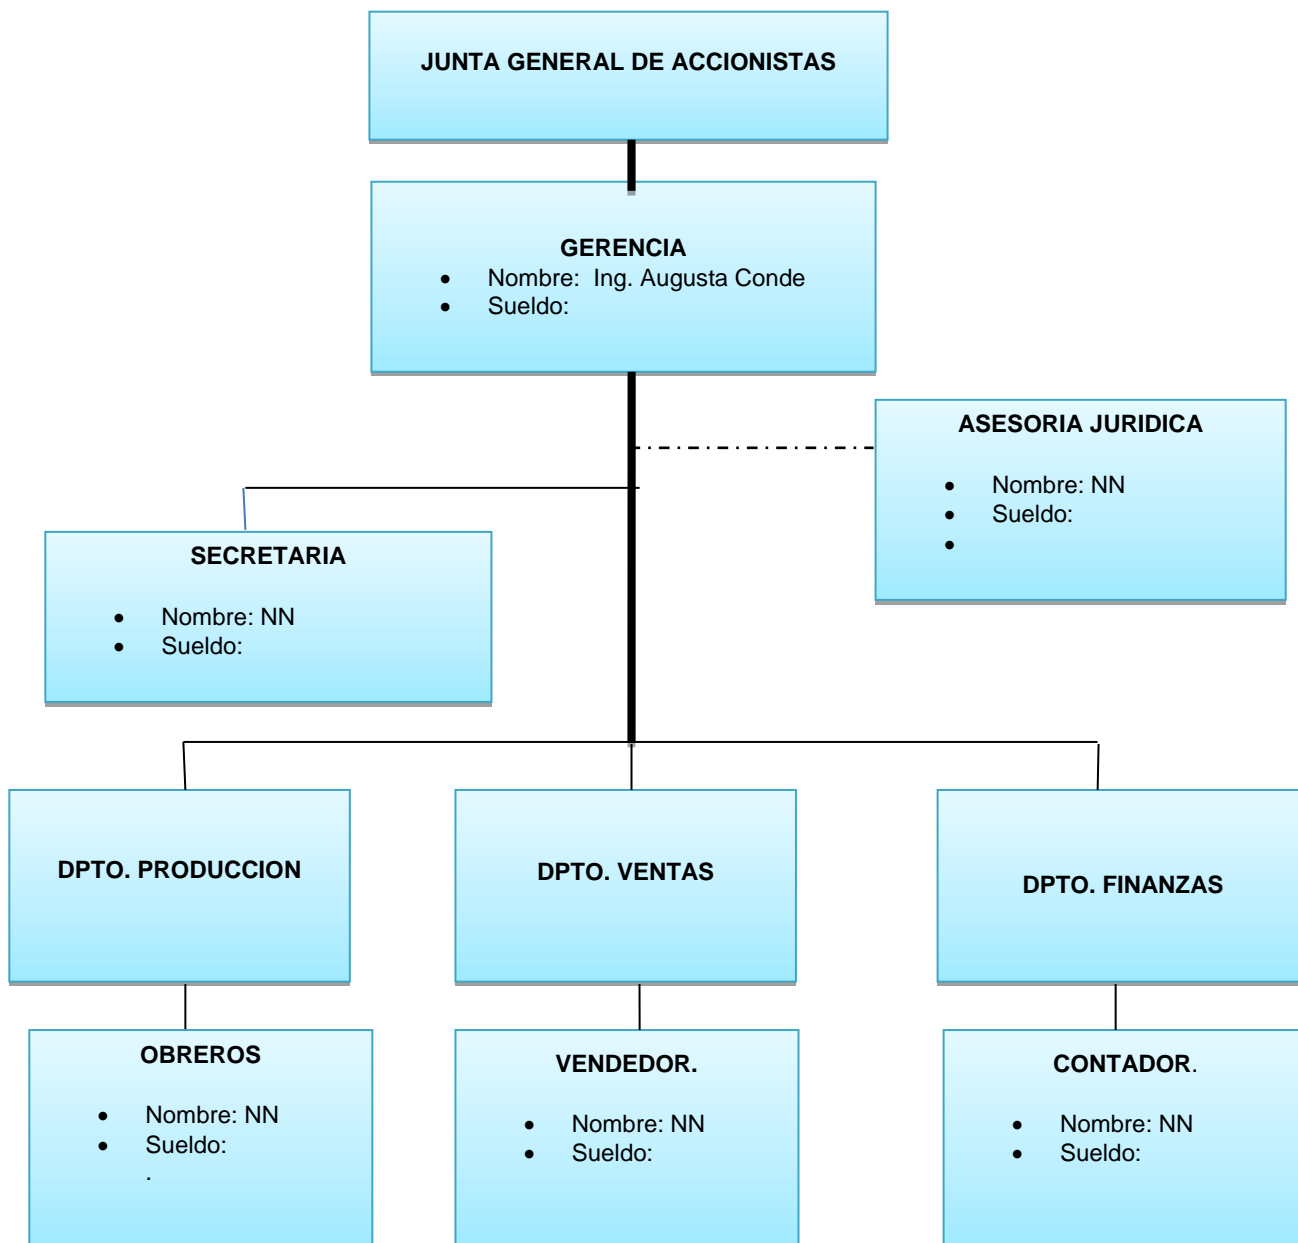 JUNTA GENERAL DE ACCIONISTAS
GERENCIA
• Nombre:  Ing. Augusta Conde
• Sueldo:
ASESORIA JURIDICA
• Nombre: NN
• Sueldo:
•
SECRETARIA
• Nombre: NN
• Sueldo:
DPTO. PRODUCCION
DPTO. VENTAS
DPTO. FINANZAS
OBREROS
• Nombre: NN
• Sueldo:
.
VENDEDOR.
• Nombre: NN
• Sueldo:
CONTADOR.
• Nombre: NN
• Sueldo: